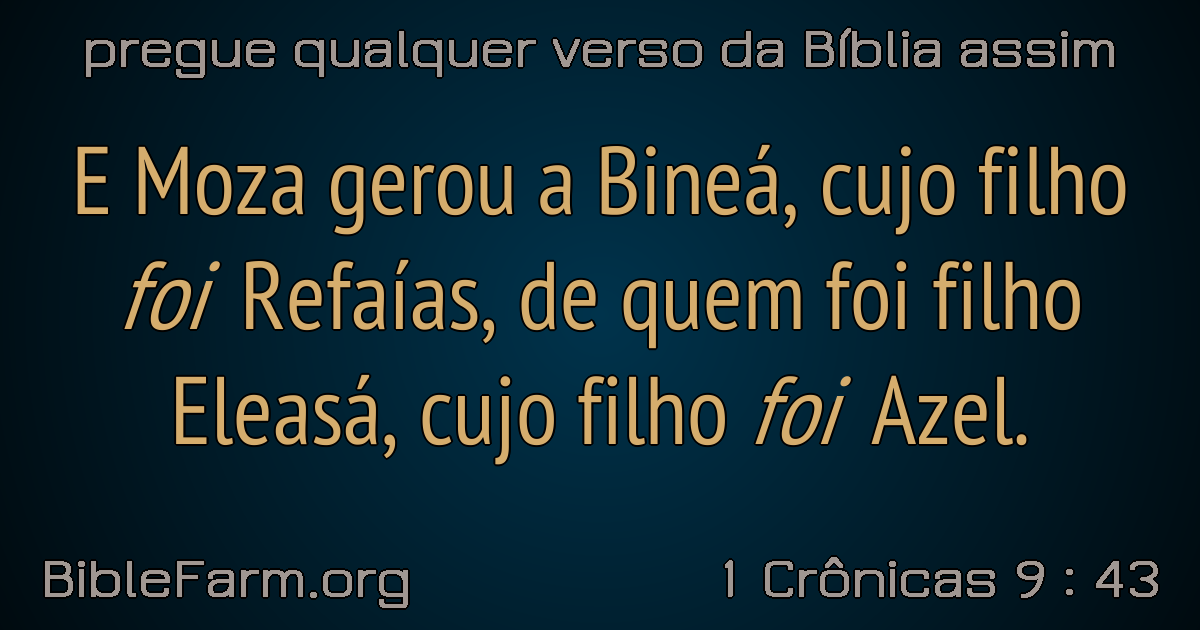 pregue qualquer verso da Bíblia assim
E Moza gerou a Bineá, cujo filho
foi Refaías, de quem foi filho
Eleasá, cujo filho foi Azel.
BibleFarm.org
1 Crônicas 9 : 43